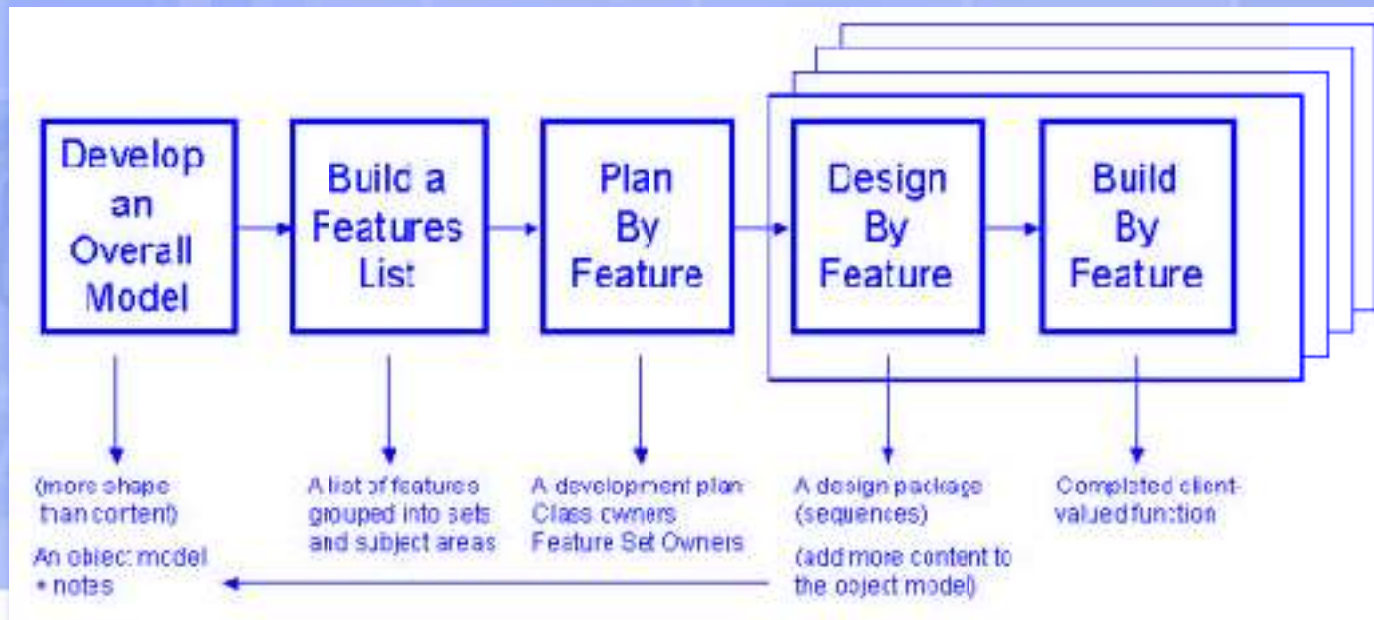 Develop
an
Overall
Model
Build a
Features
List
Plan
By
Feature
Design
By
Feature
Build
By
Feature
(more shape
than content)
An object model
+ notes
A list of features
grouped into sets
and subject areas
A development plan
Class owners
Feature Set Owners
A design package
(sequences)
(add more content to
the object model)
Completed client-
valued function